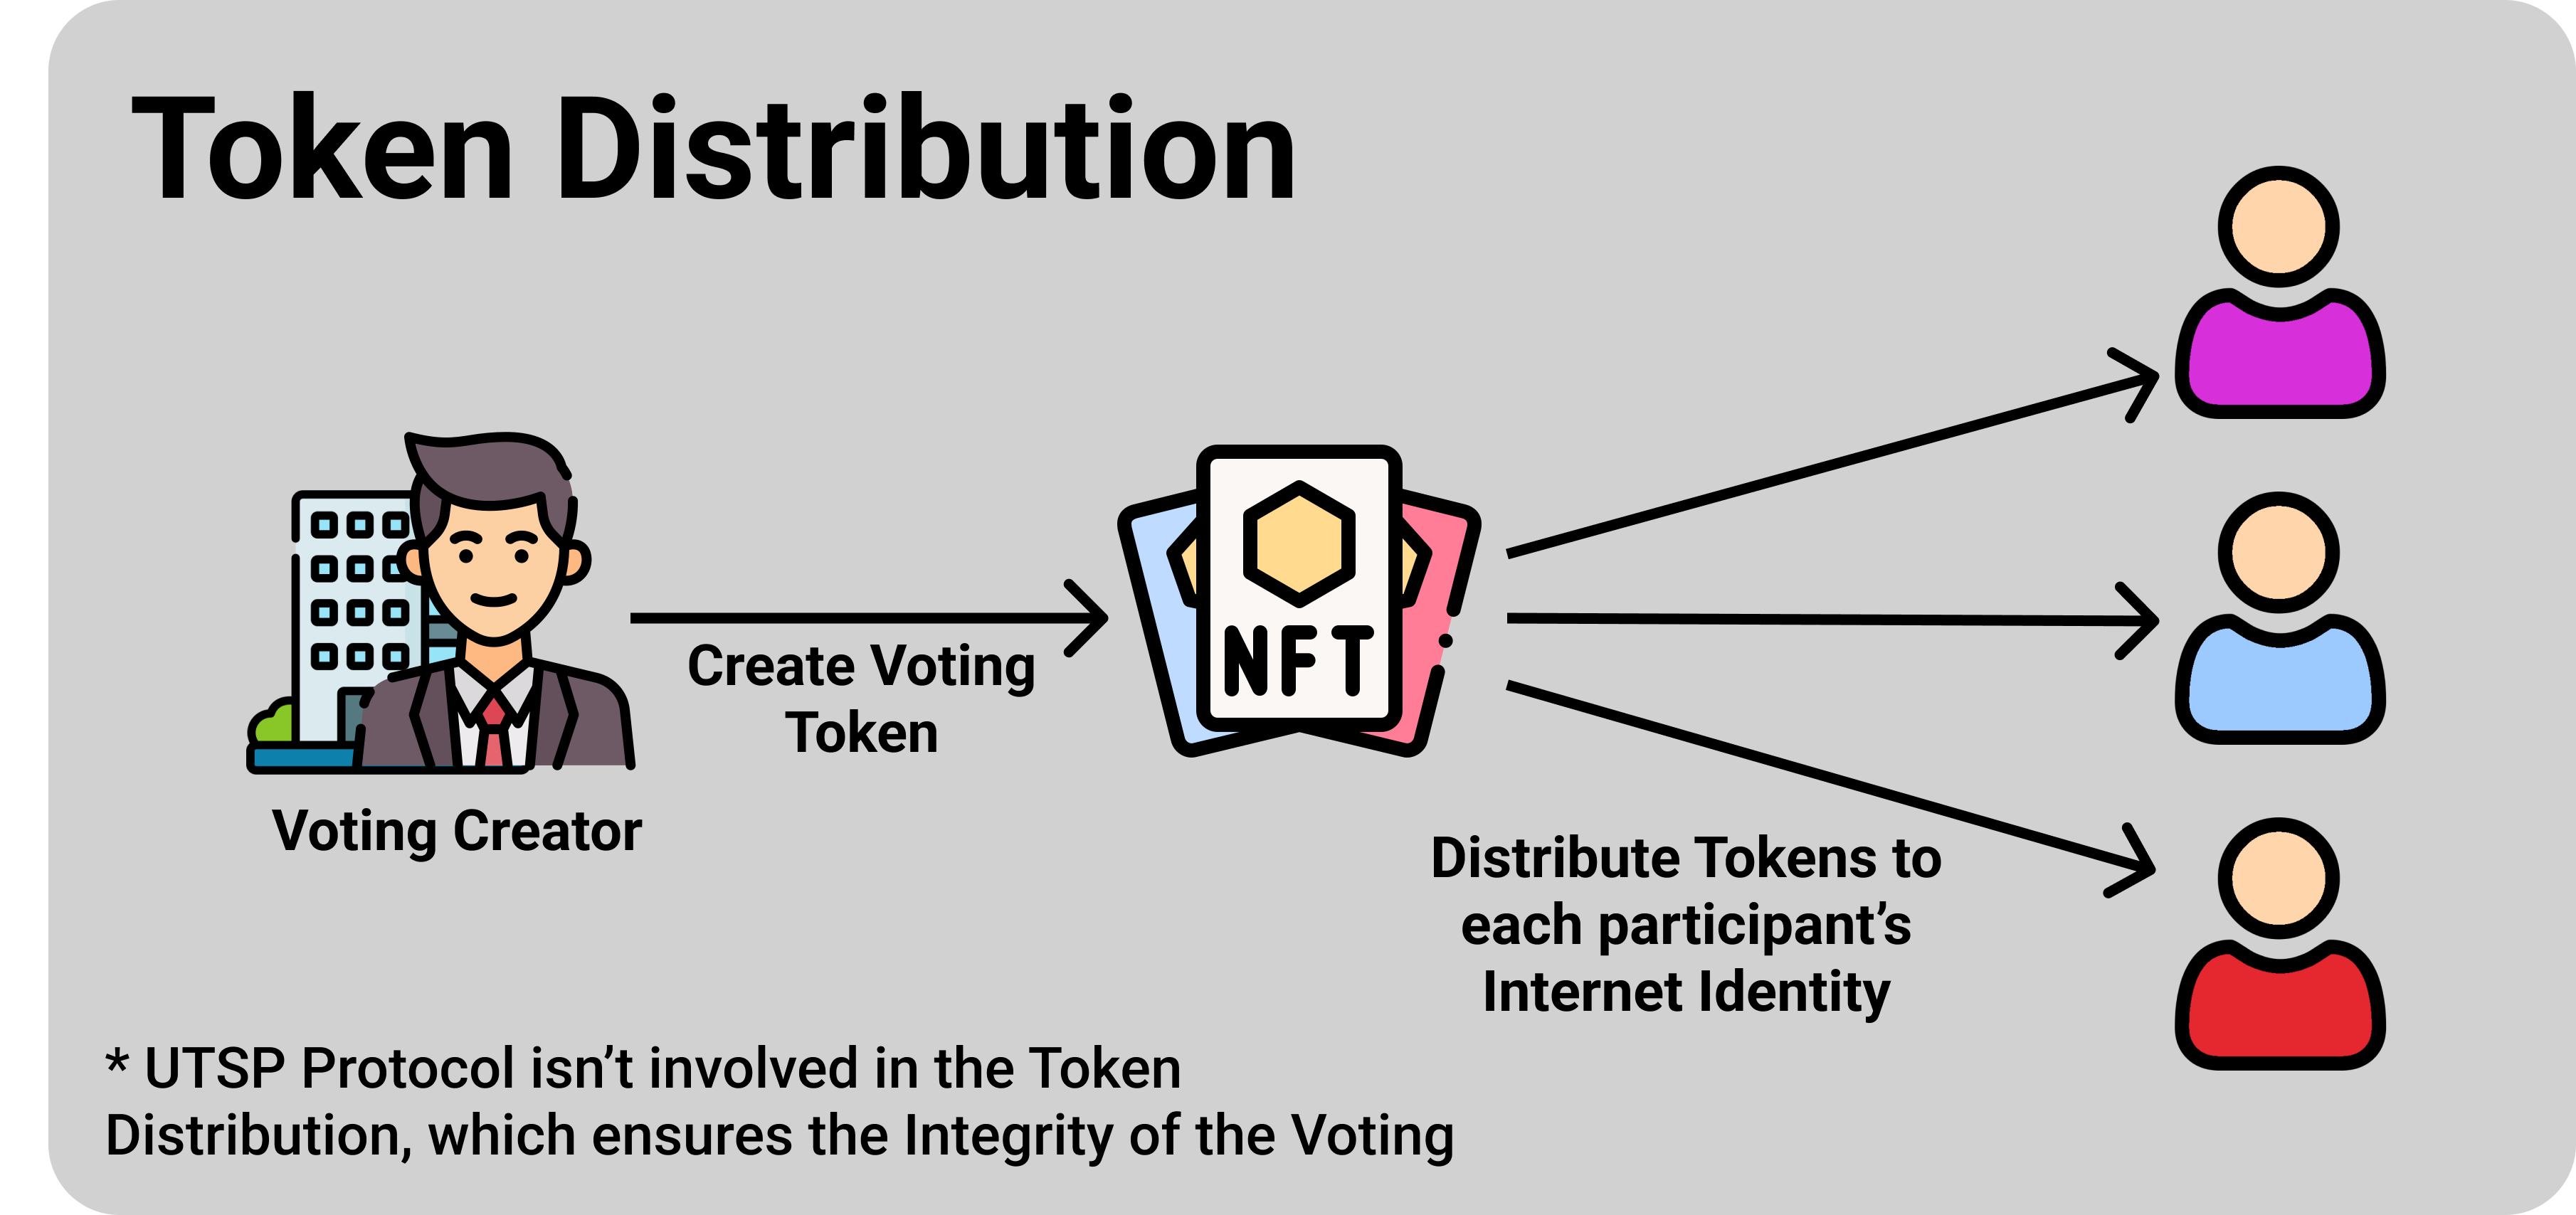 Token Distribution
NFT
Create Voting
Token
Voting Creator
Distribute Tokens to
each participant’s
Internet Identity
* UTSP Protocol isn’t involved in the Token
Distribution, which ensures the Integrity of the Voting